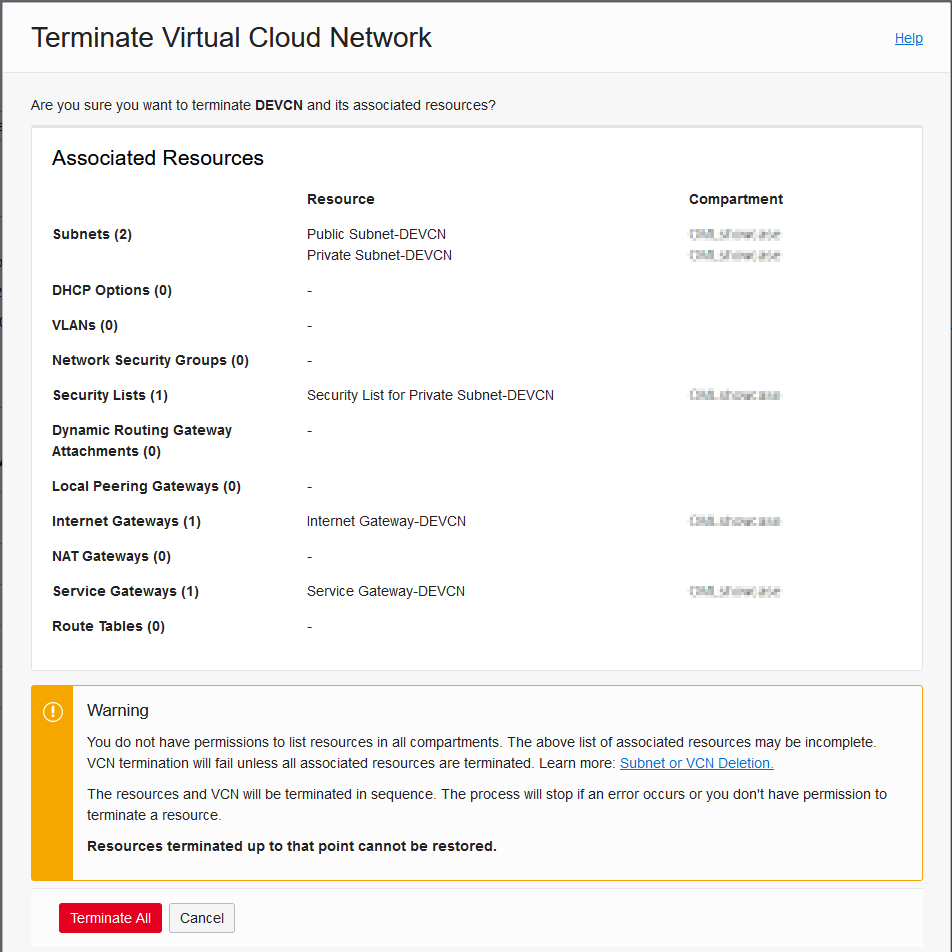 Terminate Virtual Cloud Network
Help
Are you sure you want to terminate DEVCN and its associated resources?
Associated Resources
Resource Compartment
Subnets (2) Public Subnet-DEVCN
Private Subnet-DEVCN
DHCP Options (0) -
VLANs (0) -
Network Security Groups (0) -
Security Lists (1) Security List for Private Subnet-DEVCN
Dynamic Routing Gateway -
Attachments (0)
Local Peering Gateways (0) -
Internet Gateways (1) Internet Gateway-DEVCN
NAT Gateways (0) -
Service Gateways (1) Service Gateway-DEVCN
Route Tables (0) -
Warning
You do not have permissions to list resources in all compartments. The above list of associated resources may be incomplete.
VCN termination will fail unless all associated resources are terminated. Learn more: Subnet or VCN Deletion.
The resources and VCN will be terminated in sequence. The process will stop if an error occurs or you don't have permission to
terminate a resource.
Resources terminated up to that point cannot be restored.
Terminate All Cancel